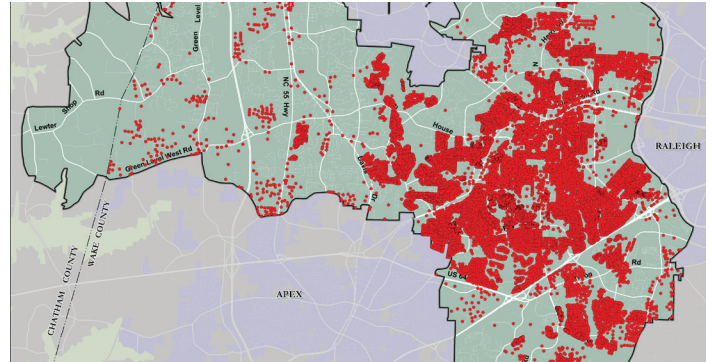 Green Level
NC 55 Hwy
N
Lewter Shop Rd
House
Green Level West Rd
RALEIGH
Rd
US 64
CHATHAM COUNTY
WAKE COUNTY
APEX